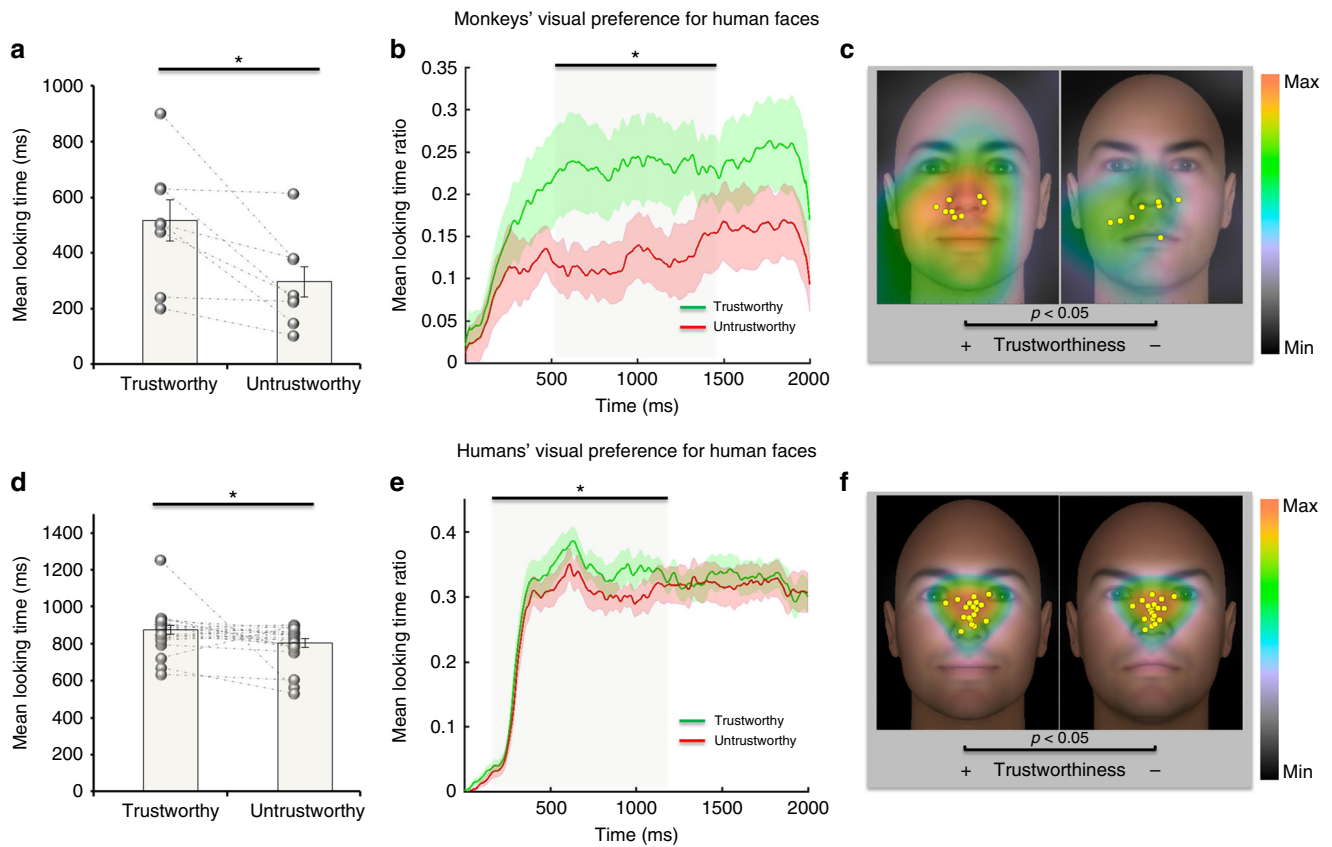 Monkeys' visual preference for human faces
a
*
Mean looking time (ms)
1000
800
600
400
200
0
Trustworthy
Untrustworthy
b
*
Mean looking time ratio
0.35
0.3
0.25
0.2
0.15
0.1
0.05
0
500
1000
1500
2000
Time (ms)
Trustworthy
Untrustworthy
c
Max
Min
p < 0.05
+ Trustworthiness –
Humans' visual preference for human faces
d
*
Mean looking time (ms)
1400
1200
1000
800
600
400
200
0
Trustworthy
Untrustworthy
e
*
Mean looking time ratio
0.4
0.3
0.2
0.1
0
500
1000
1500
2000
Time (ms)
Trustworthy
Untrustworthy
f
Max
Min
p < 0.05
+ Trustworthiness –